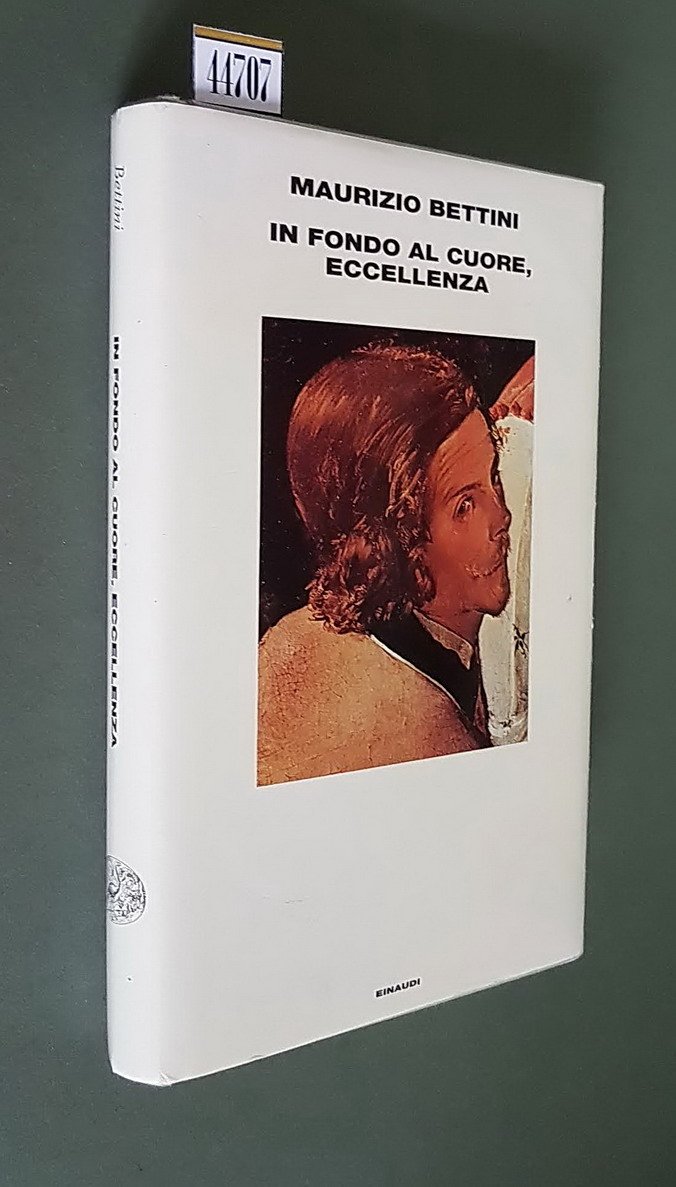 44707
MAURIZIO BETTINI
IN FONDO AL CUORE,
ECCELLENZA
EINAUDI
Bettini
IN FONDO AL CUORE, ECCELLENZA